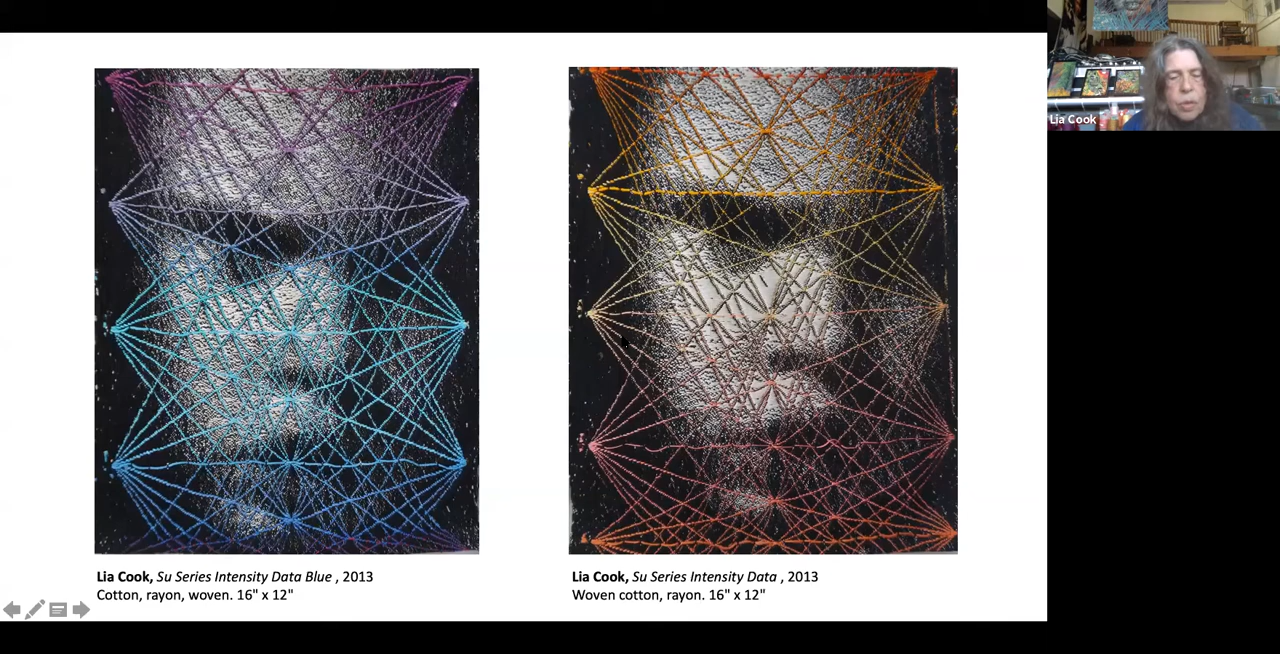 Lia Cook
Lia Cook, Su Series Intensity Data Blue , 2013
Cotton, rayon, woven. 16" x 12"
Lia Cook, Su Series Intensity Data , 2013
Woven cotton, rayon. 16" x 12"